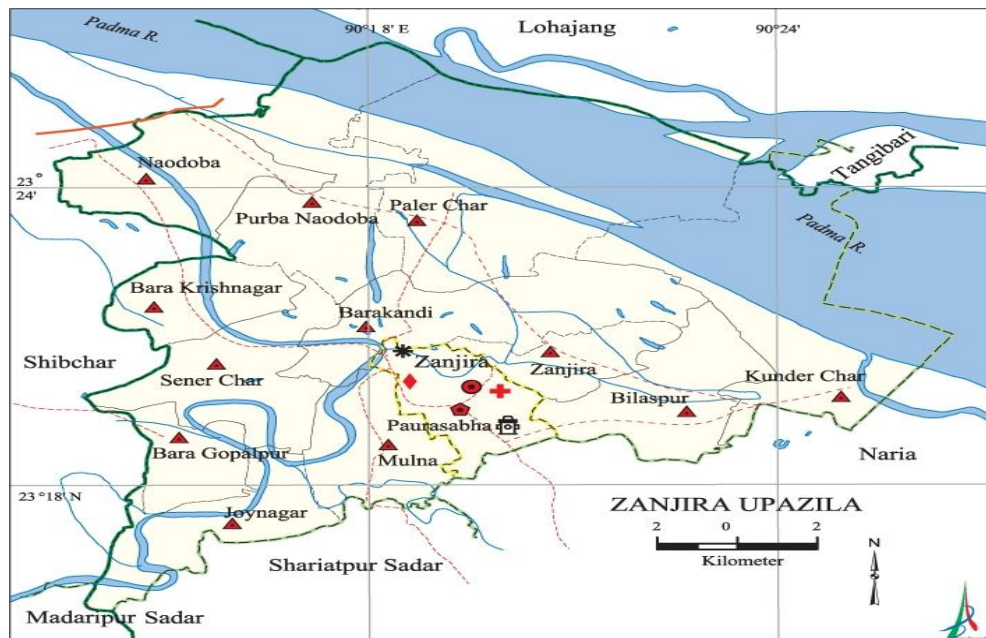 90°1 8' E
90°24'
Lohajang
Padma R.
Tangibari
Naodoba
23°
24'
Purba Naodoba
Paler Char
Padma R.
Bara Krishnagar
Barakandi
Shibchar
Zanjira
Zanjira
Sener Char
Kunder Char
Bilaspur
Paurasabha
Bara Gopalpur
Mulna
Naria
23°18' N
ZANJIRA UPAZILA
Joynagar
2 0 2
Kilometer
N
Shariatpur Sadar
Madaripur Sadar